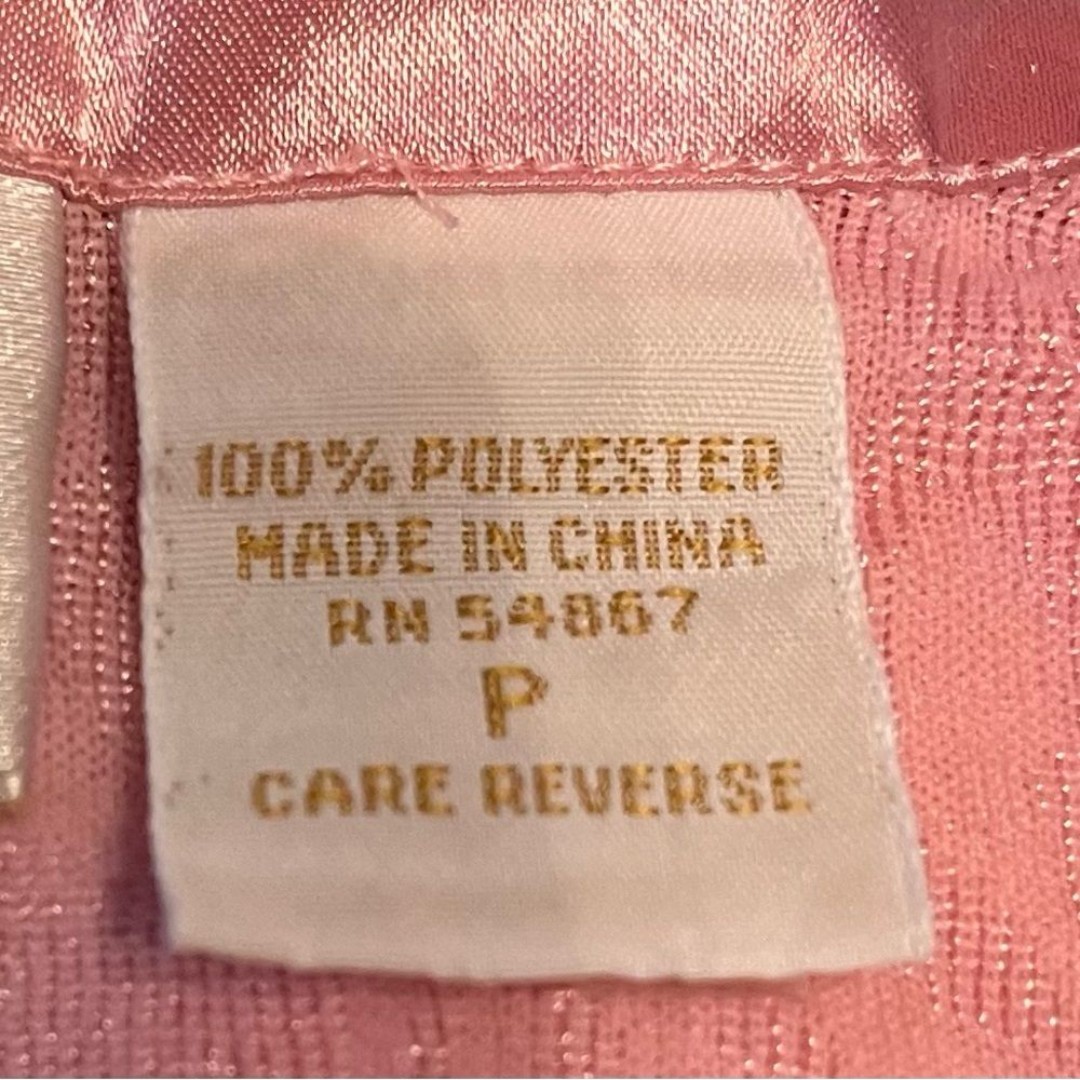 100% POLYESTER
MADE IN CHINA
RN 54867
P
CARE REVERSE